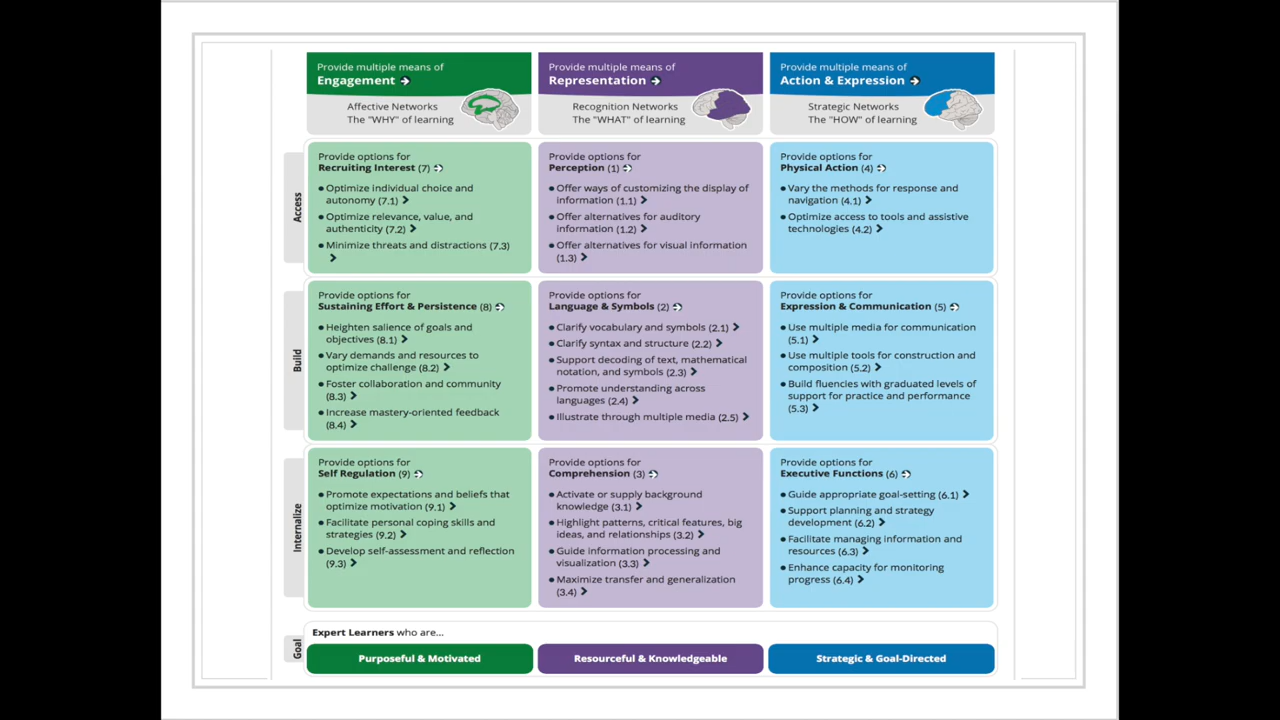 Provide multiple means of
Engagement
Affective Networks
The "WHY" of learning
Provide multiple means of
Representation
Recognition Networks
The "WHAT" of learning
Provide multiple means of
Action & Expression
Strategic Networks
The "HOW" of learning
Access
Provide options for
Recruiting Interest (7)
Optimize individual choice and
autonomy (7.1)
Optimize relevance, value, and
authenticity (7.2)
Minimize threats and distractions (7.3)
Provide options for
Perception (1)
Offer ways of customizing the display of
information (1.1)
Offer alternatives for auditory
information (1.2)
Offer alternatives for visual information
(1.3)
Provide options for
Physical Action (4)
Vary the methods for response and
navigation (4.1)
Optimize access to tools and assistive
technologies (4.2)
Build
Provide options for
Sustaining Effort & Persistence (8)
Heighten salience of goals and
objectives (8.1)
Vary demands and resources to
optimize challenge (8.2)
Foster collaboration and community
(8.3)
Increase mastery-oriented feedback
(8.4)
Provide options for
Language & Symbols (2)
Clarify vocabulary and symbols (2.1)
Clarify syntax and structure (2.2)
Support decoding of text, mathematical
notation, and symbols (2.3)
Promote understanding across
languages (2.4)
Illustrate through multiple media (2.5)
Provide options for
Expression & Communication (5)
Use multiple media for communication
(5.1)
Use multiple tools for construction and
composition (5.2)
Build fluencies with graduated levels of
support for practice and performance
(5.3)
Internalize
Provide options for
Self Regulation (9)
Promote expectations and beliefs that
optimize motivation (9.1)
Facilitate personal coping skills and
strategies (9.2)
Develop self-assessment and reflection
(9.3)
Provide options for
Comprehension (3)
Activate or supply background
knowledge (3.1)
Highlight patterns, critical features, big
ideas, and relationships (3.2)
Guide information processing and
visualization (3.3)
Maximize transfer and generalization
(3.4)
Provide options for
Executive Functions (6)
Guide appropriate goal-setting (6.1)
Support planning and strategy
development (6.2)
Facilitate managing information and
resources (6.3)
Enhance capacity for monitoring
progress (6.4)
Goal
Expert Learners who are...
Purposeful & Motivated
Resourceful & Knowledgeable
Strategic & Goal-Directed